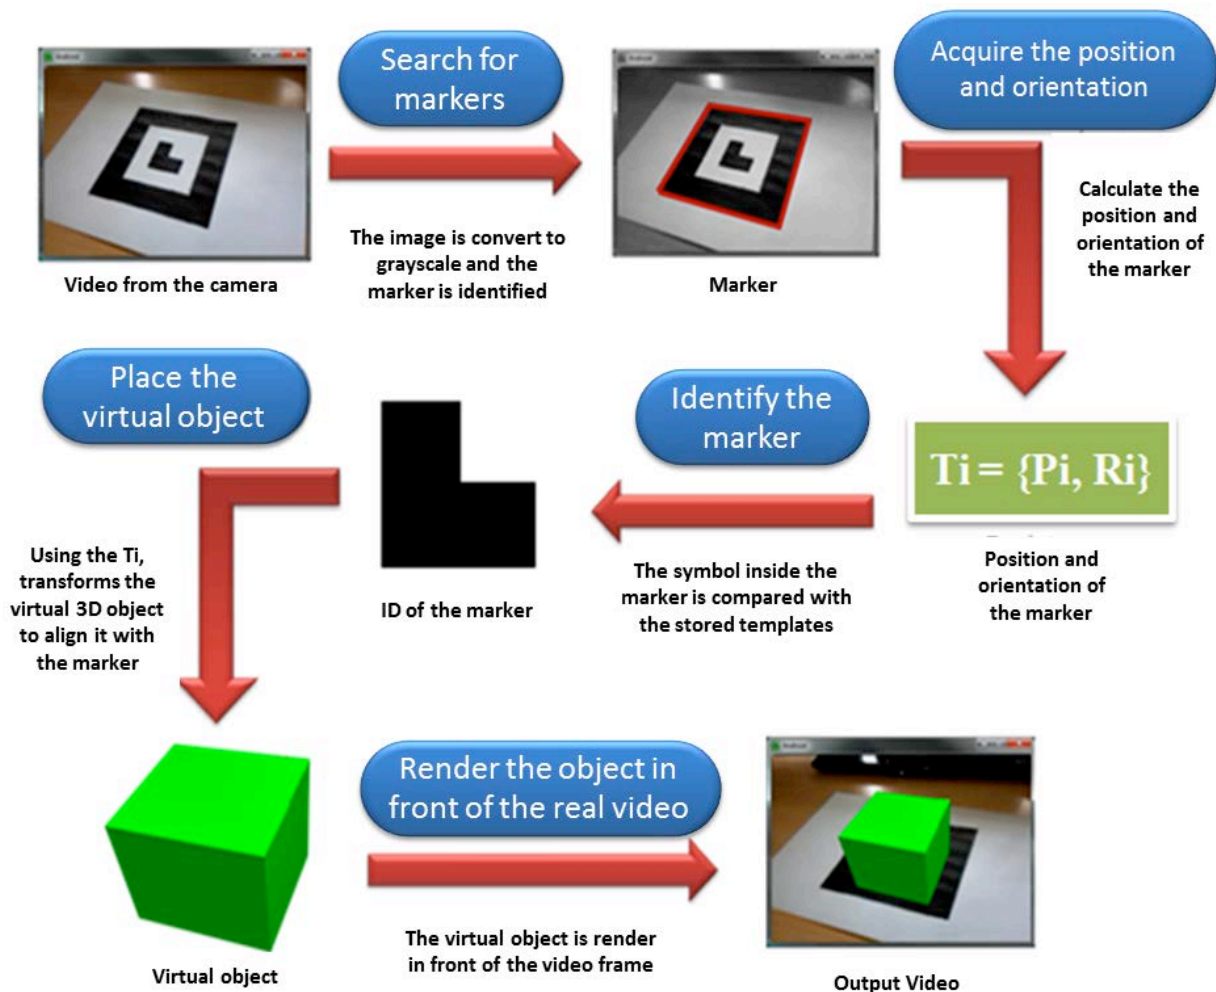 Search for
markers
Acquire the position
and orientation
The image is convert to
grayscale and the
marker is identified
Video from the camera
Marker
Calculate the
position and
orientation of
the marker
Place the
virtual object
Identify the
marker
Ti = {Pi, Ri}
Using the Ti,
transforms the
virtual 3D object
to align it with
the marker
ID of the marker
The symbol inside the
marker is compared with
the stored templates
Position and
orientation of
the marker
Render the object in
front of the real video
Virtual object
The virtual object is render
in front of the video frame
Output Video